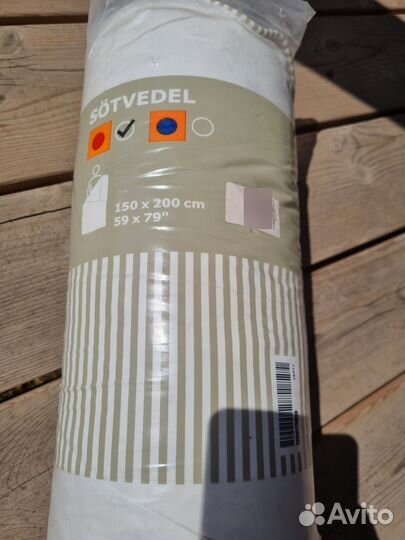 SÖTVEDEL
150 x 200 cm
59 x 79"
Avito